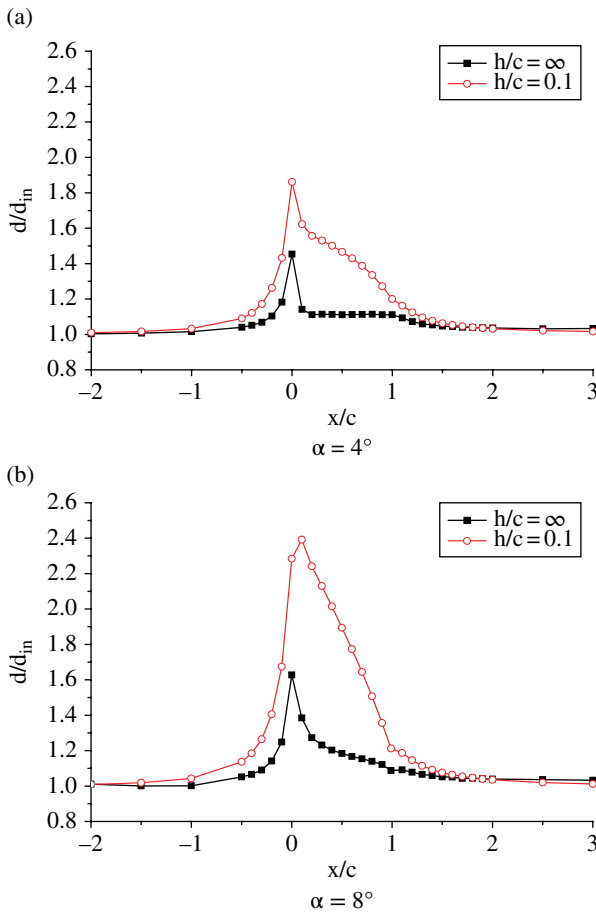 (a)
2.6
2.4
2.2
2.0
1.8
1.6
1.4
1.2
1.0
0.8
d/d_in
h/c = ∞
h/c = 0.1
−2 −1 0 1 2 3
x/c
α = 4°
(b)
2.6
2.4
2.2
2.0
1.8
1.6
1.4
1.2
1.0
0.8
d/d_in
h/c = ∞
h/c = 0.1
−2 −1 0 1 2 3
x/c
α = 8°